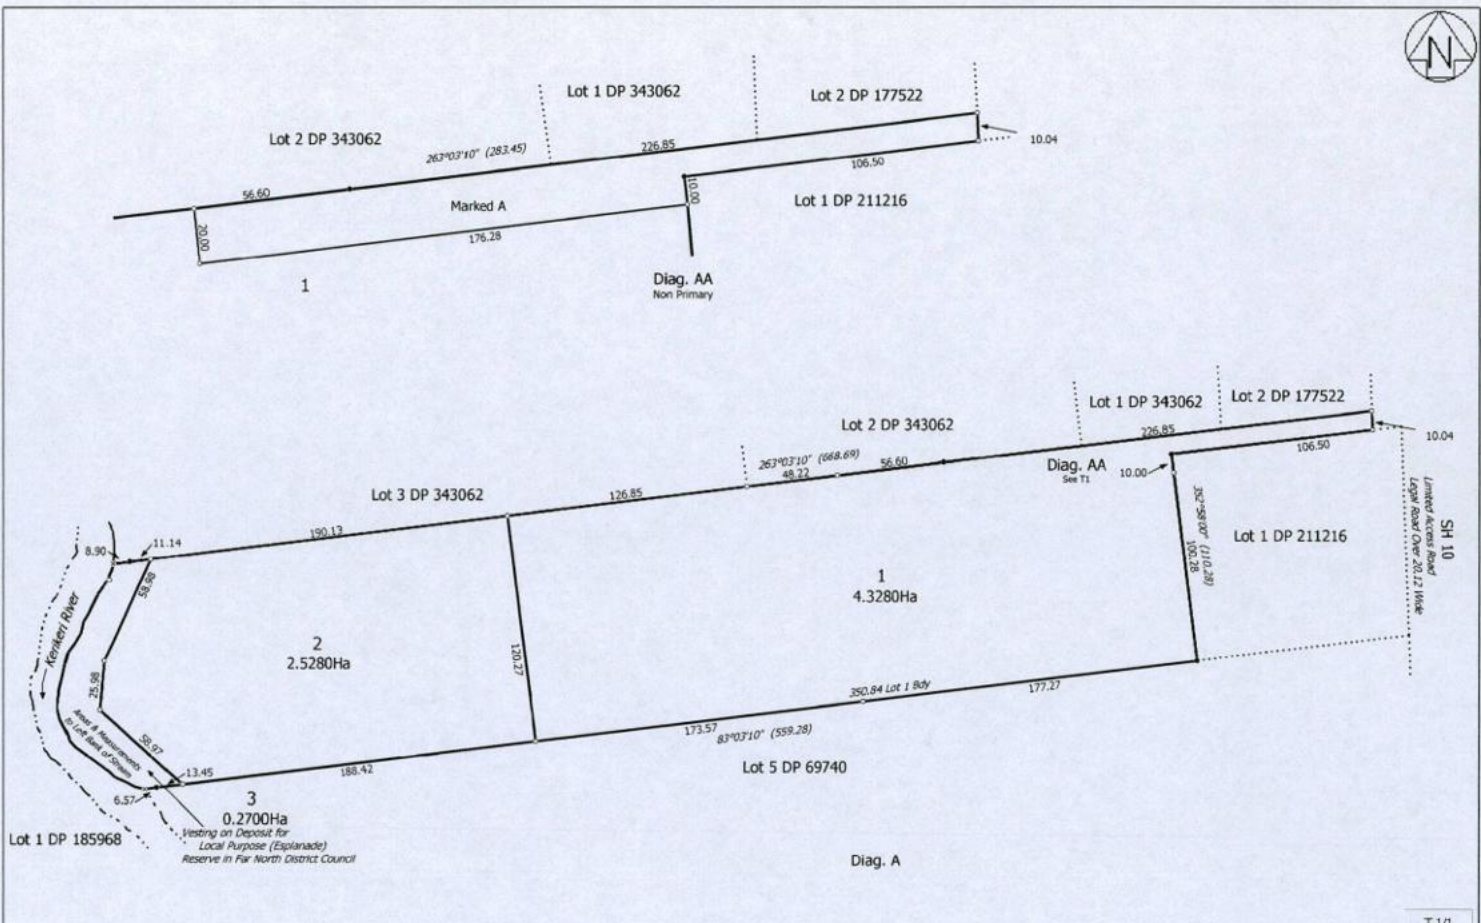 N
Lot 2 DP 343062
Lot 1 DP 343062
Lot 2 DP 177522
263°03'10" (283.45)
226.85
10.04
106.50
56.60
10.00
Marked A
Lot 1 DP 211216
20.00
176.28
1
Diag. AA
Non Primary
Lot 2 DP 343062
Lot 1 DP 343062
Lot 2 DP 177522
226.85
10.04
106.50
263°03'10" (668.69)
48.22
56.60
Diag. AA
See T1
10.00
Lot 3 DP 343062
126.85
190.13
352°58'00" (110.28)
100.28
Lot 1 DP 211216
SH 10
Limited Access Road
Legal Road Over 20.12 Wide
8.90
11.14
58.98
Kerikeri River
1
4.3280Ha
2
2.5280Ha
120.27
25.98
350.84 Lot 1 Bdy
177.27
173.57
83°03'10" (559.28)
Areas & Measurements
to Left Bank of Stream
58.97
13.45
188.42
Lot 5 DP 69740
6.57
3
0.2700Ha
Lot 1 DP 185968
Vesting on Deposit for
Local Purpose (Esplanade)
Reserve in Far North District Council
Diag. A
T 1/1